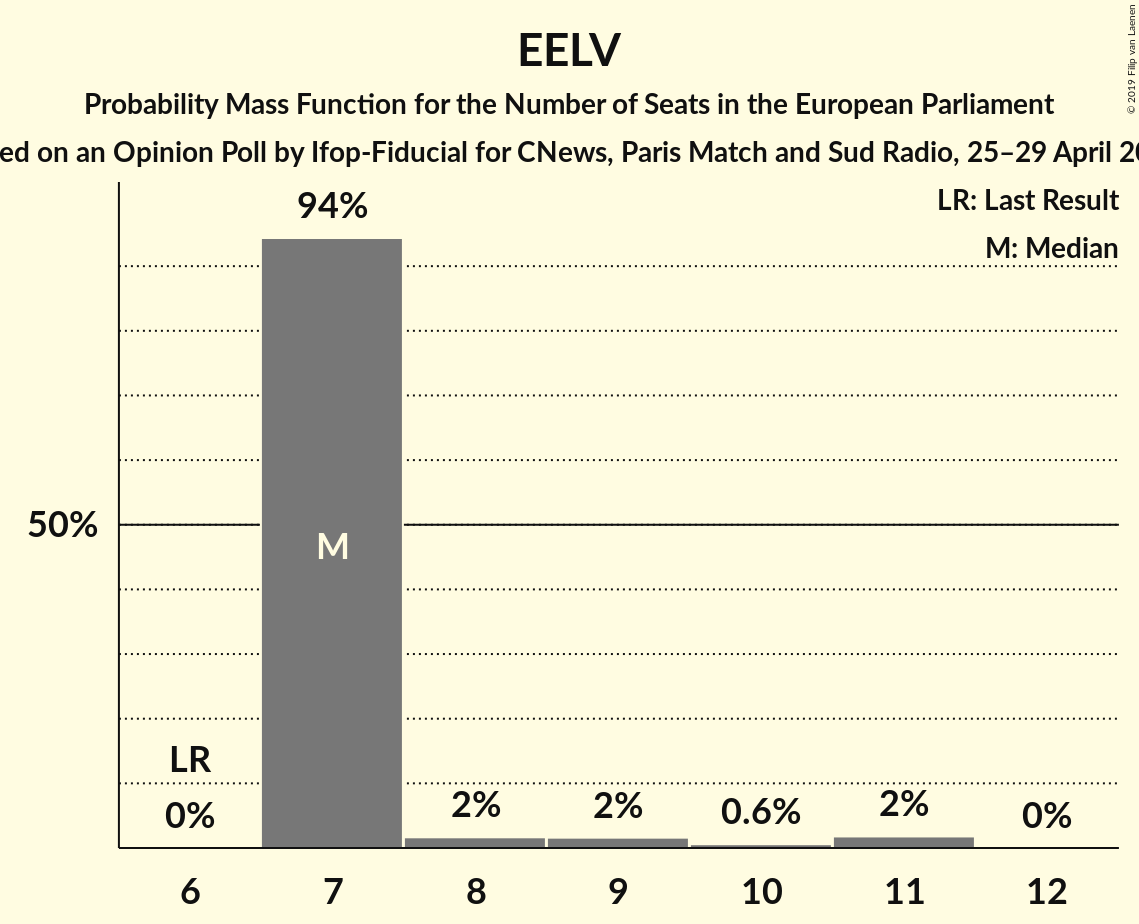 EELV
Probability Mass Function for the Number of Seats in the European Parliament
on an Opinion Poll by Ifop-Fiducial for CNews, Paris Match and Sud Radio, 25–29 April
© 2019 Filip van Laenen
LR: Last Result
M: Median
94%
50%
M
LR
0%
2%
2%
0.6%
2%
0%
6 7 8 9 10 11 12